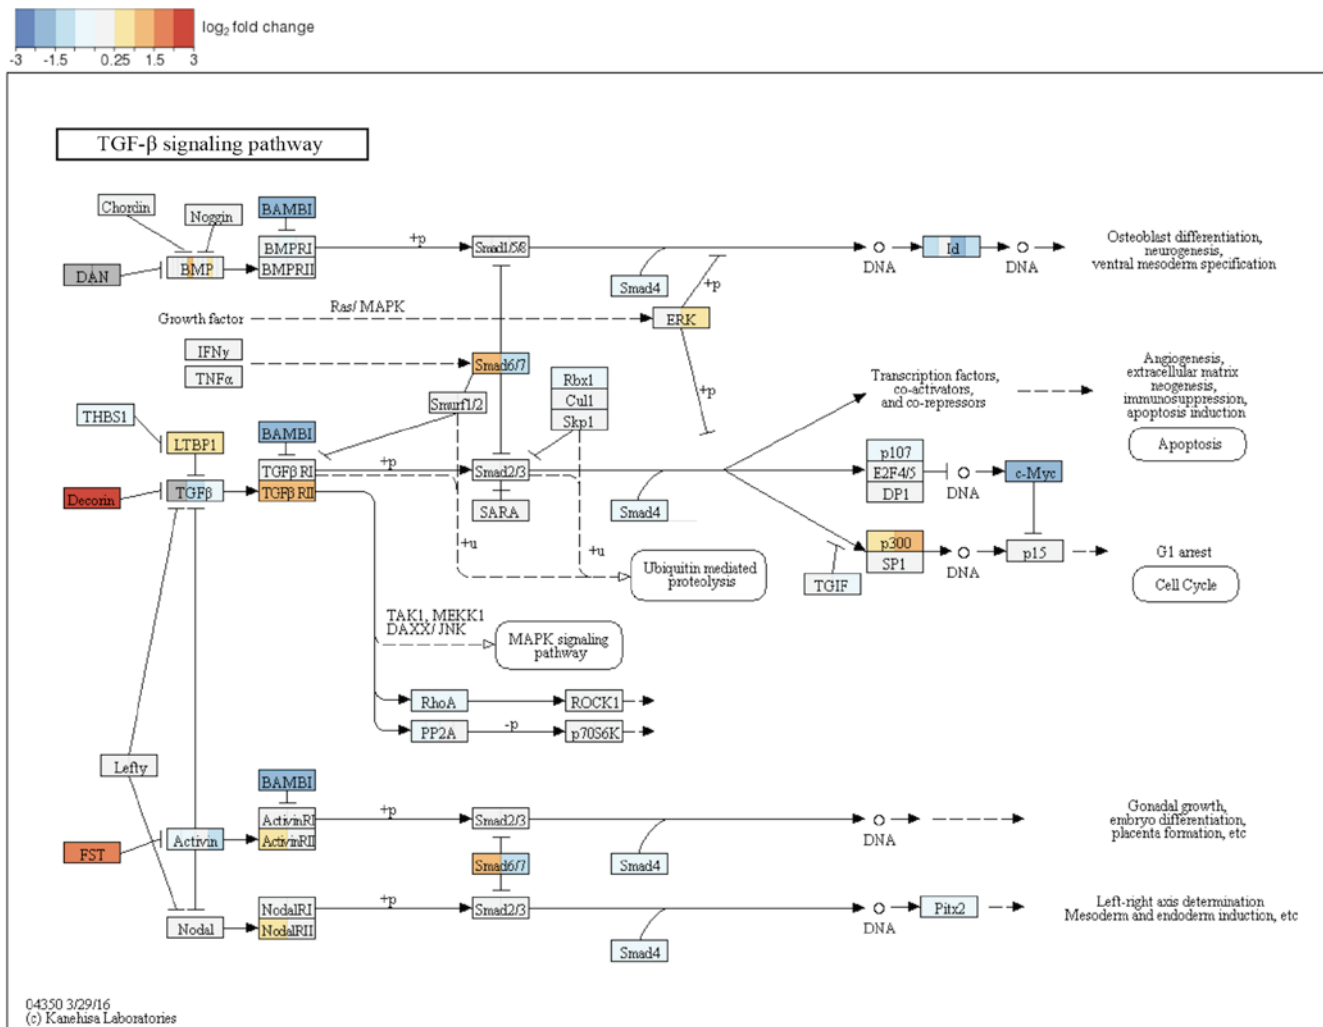 log2 fold change
-3 -1.5 0.25 1.5 3
TGF-β signaling pathway
Chordin
Noggin
BAMBI
DAN
BMP
BMPRI
BMPRII
+p
Smad1/5/8
Smad4
+p
DNA
Id
DNA
Osteoblast differentiation,
neurogenesis,
ventral mesoderm specification
Growth factor
Ras/ MAPK
ERK
IFNγ
TNFα
Smad6/7
Smurf1/2
Rbx1
Cul1
Skp1
+p
Transcription factors,
co-activators,
and co-repressors
Angiogenesis,
extracellular matrix
neogenesis,
immunosuppression,
apoptosis induction
Apoptosis
THBS1
LTBP1
BAMBI
Decorin
TGFβ
TGFβ RI
TGFβ RII
+p
Smad2/3
SARA
Smad4
p107
E2F4/5
DP1
DNA
c-Myc
+u
+u
Ubiquitin mediated
proteolysis
p300
SP1
TGIF
DNA
p15
G1 arrest
Cell Cycle
TAK1, MEKK1
DAXX/ JNK
MAPK signaling
pathway
RhoA
ROCK1
PP2A
-p
p70S6K
Lefty
BAMBI
FST
Activin
ActivinRI
ActivinRII
+p
Smad2/3
Smad6/7
Smad4
DNA
Gonadal growth,
embryo differentiation,
placenta formation, etc
Nodal
NodalRI
NodalRII
+p
Smad2/3
Smad4
DNA
Pitx2
Left-right axis determination
Mesoderm and endoderm induction, etc
04350 3/29/16
(c) Kanehisa Laboratories